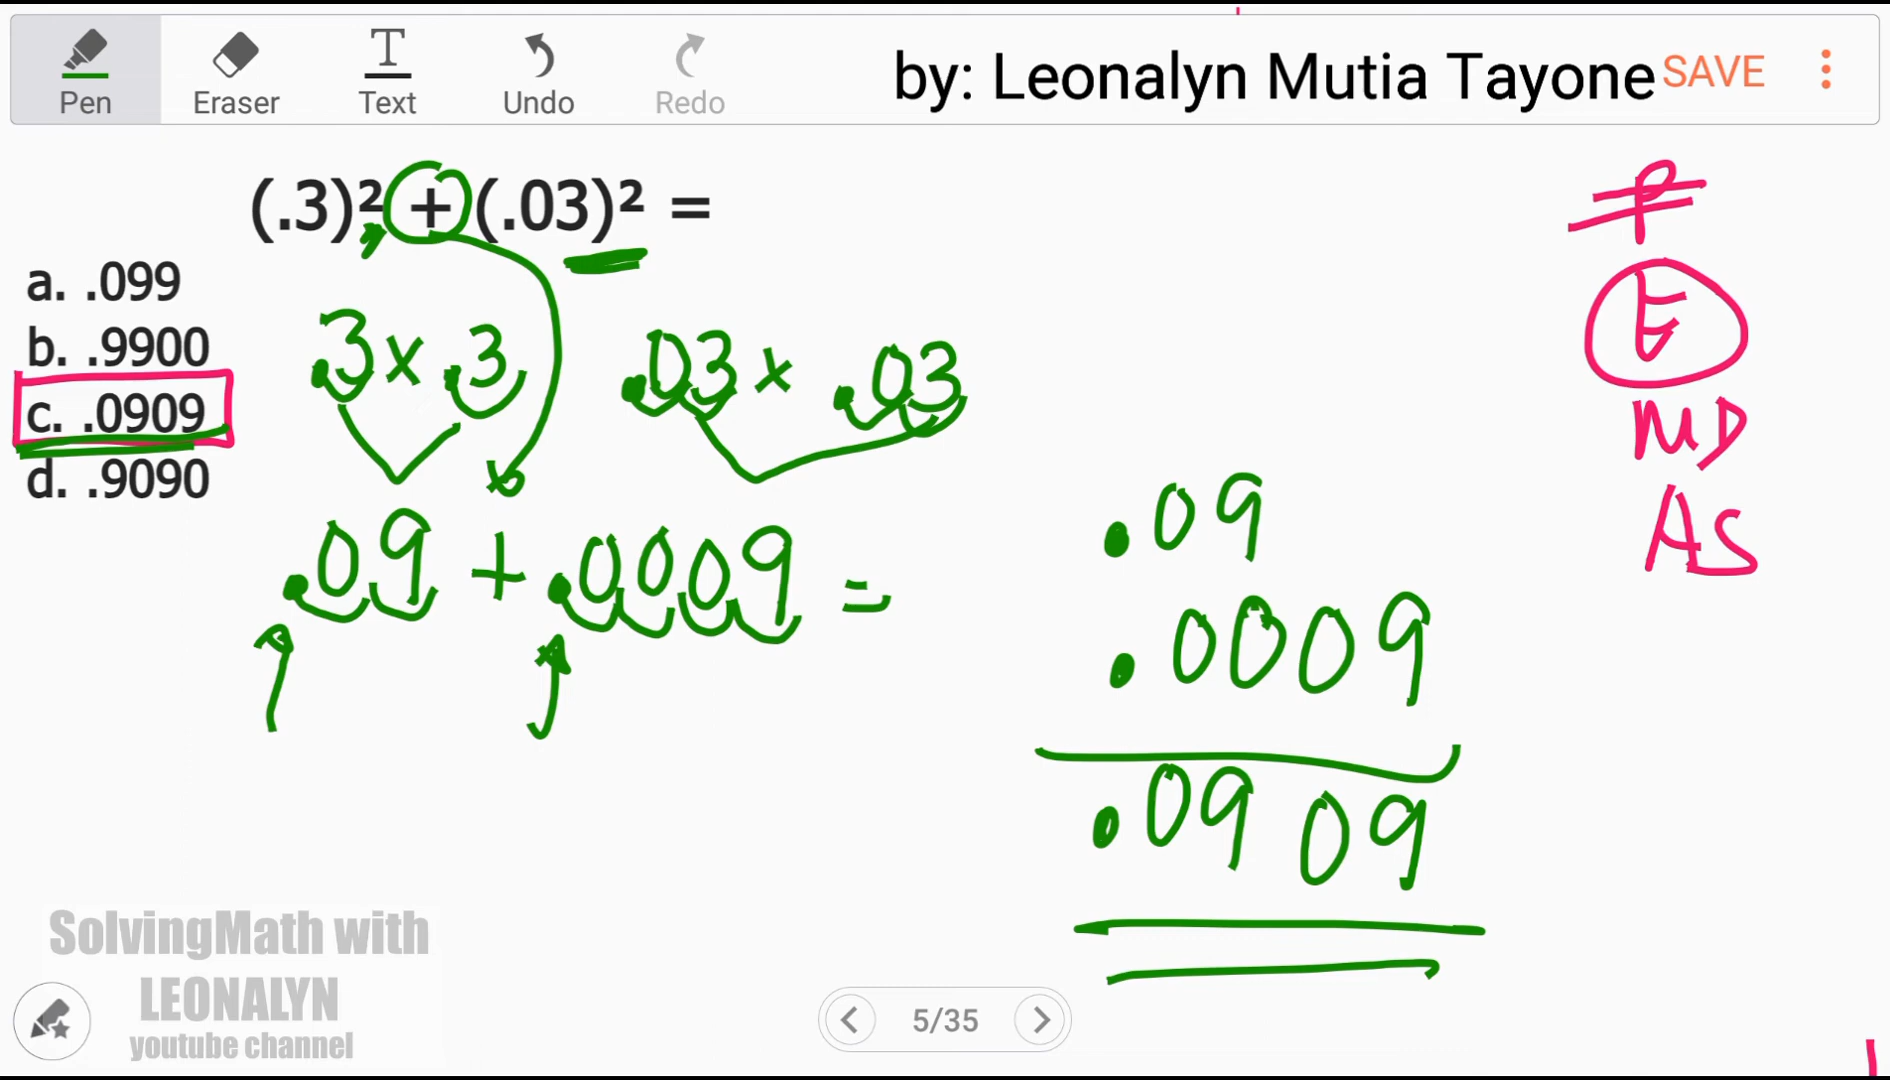 Pen Eraser Text Undo Redo by: Leonalyn Mutia Tayone SAVE
(.3)² + (.03)² =
a. .099
b. .9900
c. .0909
d. .9090
.3 x .3 .03 x .03
.09 + .0009 =
.09
.0009
.0909
P
E
MD
AS
SolvingMath with
LEONALYN
youtube channel
5/35